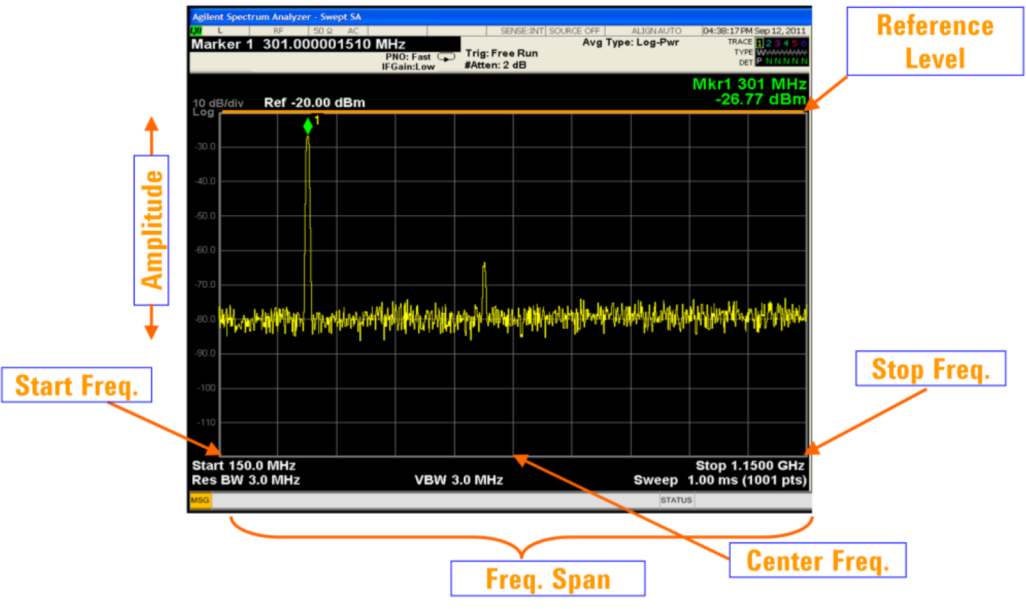 Agilent Spectrum Analyzer - Swept SA
L RF 50 Ω AC SENSE:INT SOURCE OFF ALIGN AUTO 04:38:17 PM Sep 12, 2011
Marker 1 301.000001510 MHz
PNO: Fast
IFGain:Low
Trig: Free Run
#Atten: 2 dB
Avg Type: Log-Pwr
TRACE 1 2 3 4 5 6
TYPE
DET P N N N N N
Mkr1 301 MHz
-26.77 dBm
10 dB/div
Log
Ref -20.00 dBm
1
-30.0
-40.0
-50.0
-60.0
-70.0
-80.0
-90.0
-100
-110
Start 150.0 MHz
Res BW 3.0 MHz
VBW 3.0 MHz
Stop 1.1500 GHz
Sweep 1.00 ms (1001 pts)
MSG
STATUS
Reference
Level
Amplitude
Start Freq.
Stop Freq.
Freq. Span
Center Freq.